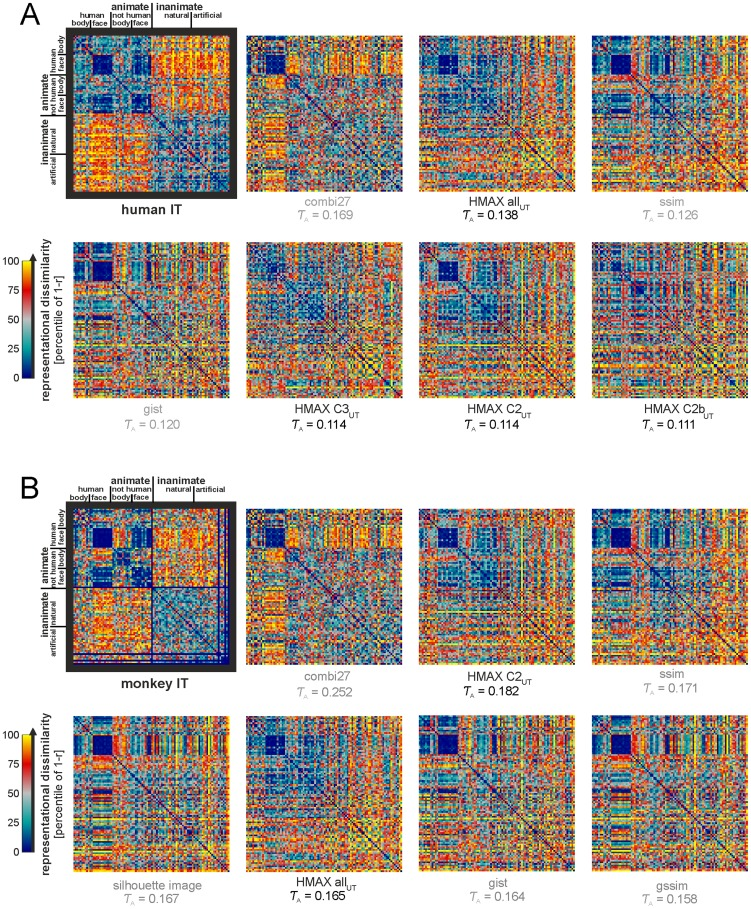 A
animate inanimate
human not human natural artificial
body face body face
animate inanimate
human not human natural artificial
body face body face
human IT
combi27
τA = 0.169
HMAX allUT
τA = 0.138
ssim
τA = 0.126
100
75
50
25
0
representational dissimilarity
[percentile of 1-r]
gist
τA = 0.120
HMAX C3UT
τA = 0.114
HMAX C2UT
τA = 0.114
HMAX C2bUT
τA = 0.111
B
animate inanimate
human not human natural artificial
body face body face
animate inanimate
human not human natural artificial
body face body face
monkey IT
combi27
τA = 0.252
HMAX C2UT
τA = 0.182
ssim
τA = 0.171
100
75
50
25
0
representational dissimilarity
[percentile of 1-r]
silhouette image
τA = 0.167
HMAX allUT
τA = 0.165
gist
τA = 0.164
gssim
τA = 0.158